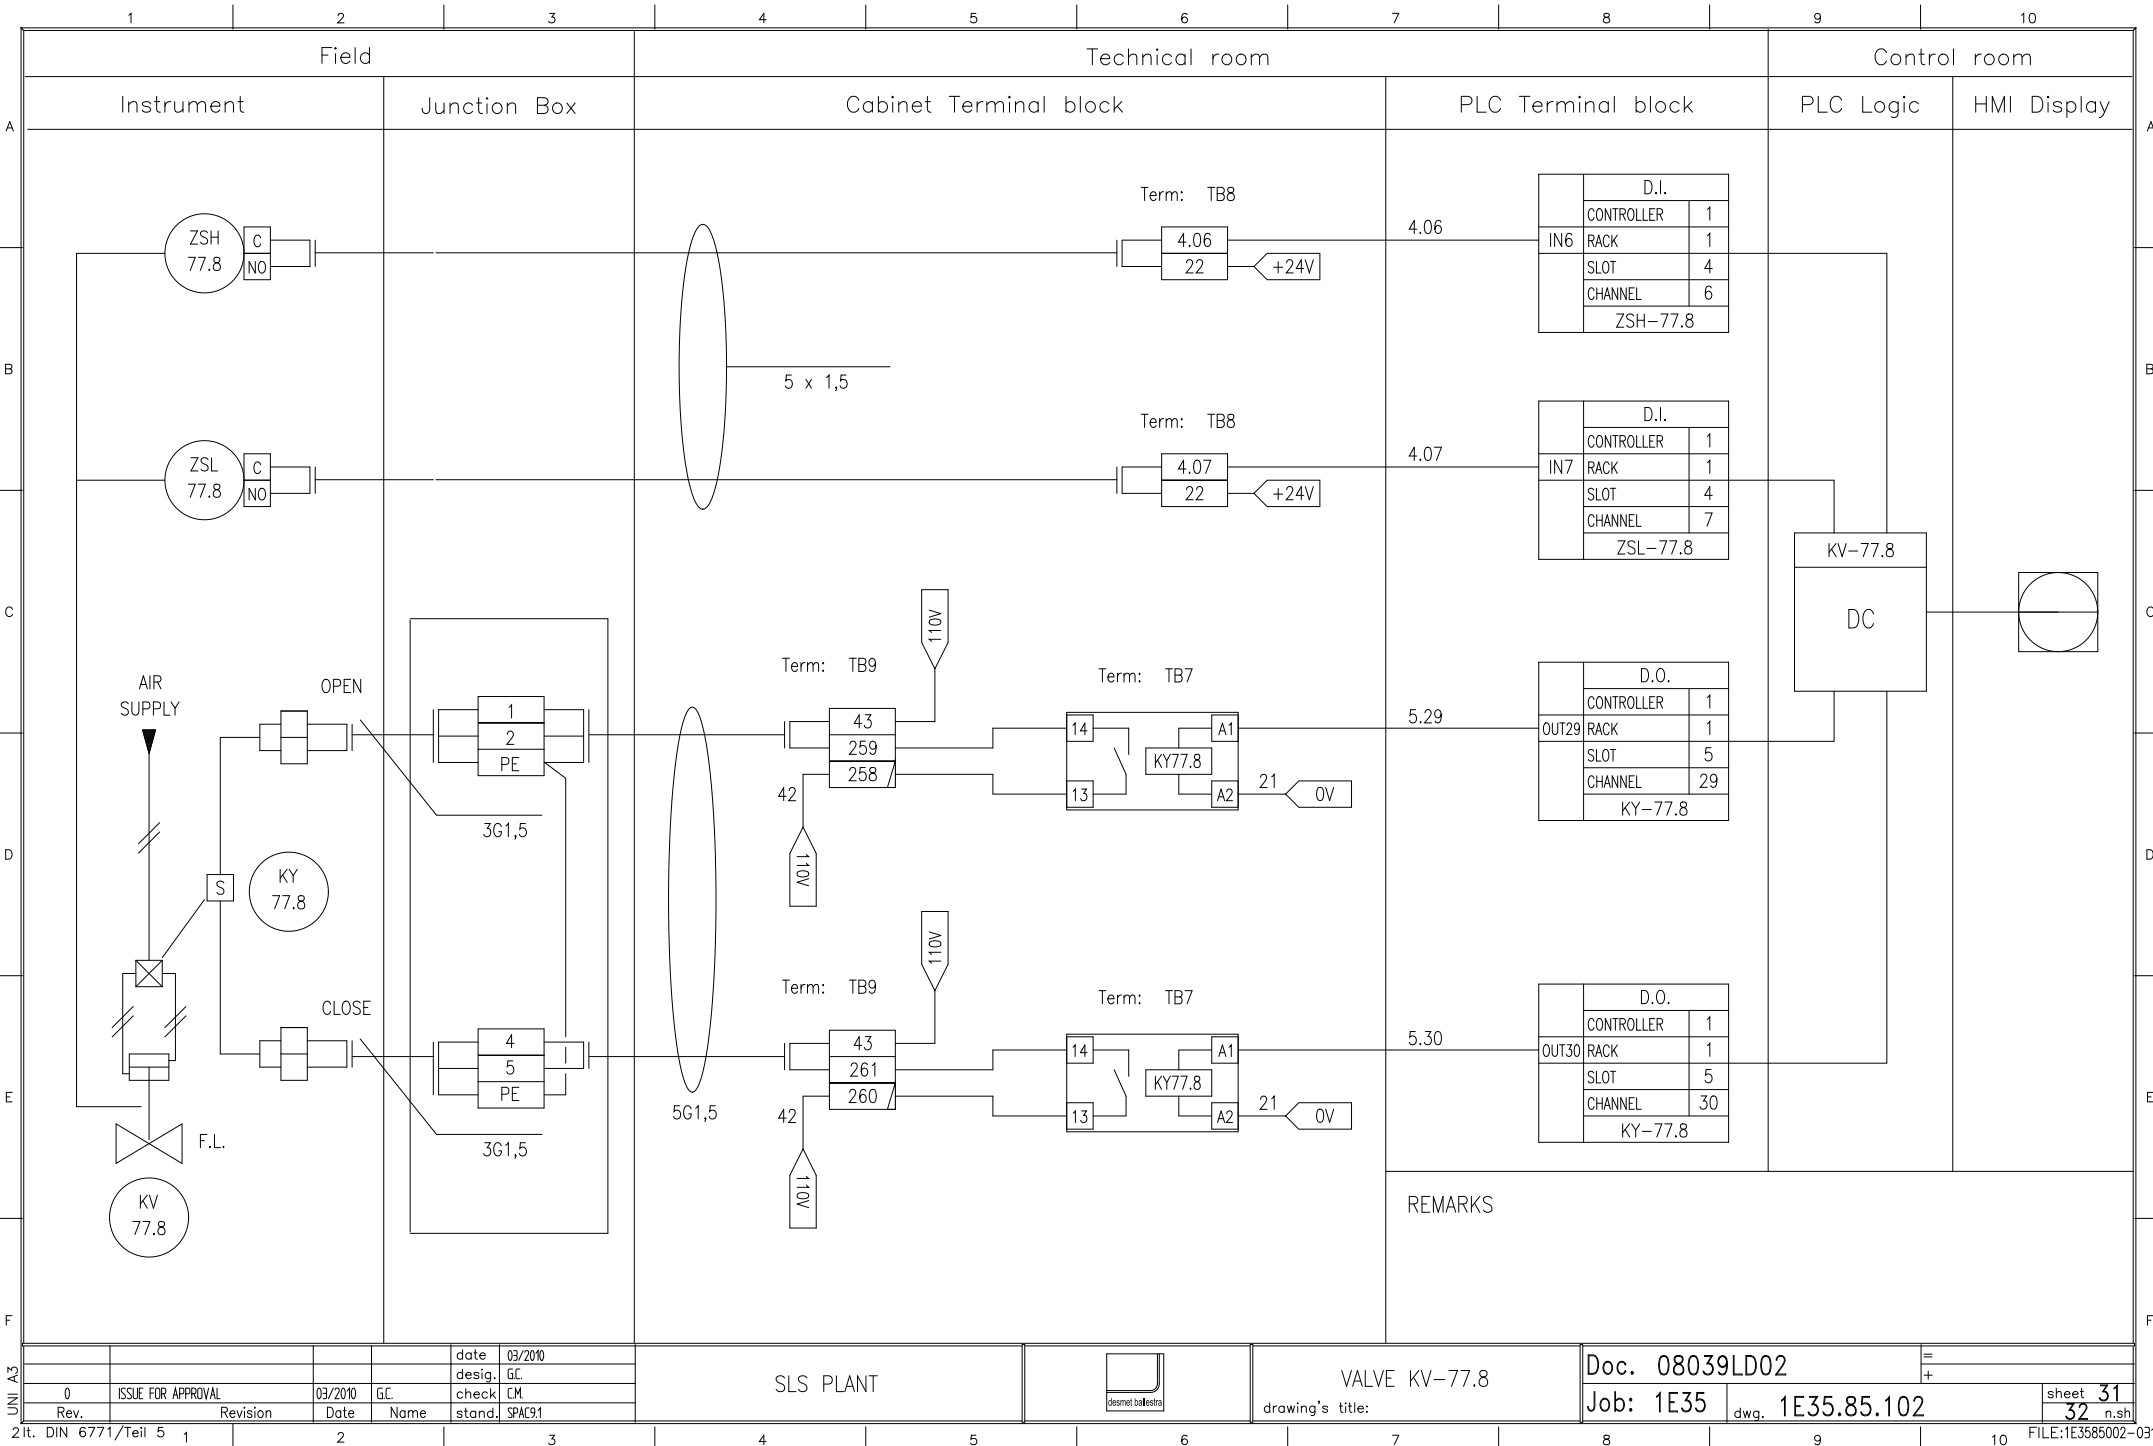 1 2 3 4 5 6 7 8 9 10
Field Technical room Control room
Instrument Junction Box Cabinet Terminal block PLC Terminal block PLC Logic HMI Display
A A
Term: TB8
ZSH
77.8
C
NO
4.06
22
+24V
4.06
IN6
D.I.
CONTROLLER 1
RACK 1
SLOT 4
CHANNEL 6
ZSH-77.8
B B
5 x 1,5
Term: TB8
ZSL
77.8
C
NO
4.07
22
+24V
4.07
IN7
D.I.
CONTROLLER 1
RACK 1
SLOT 4
CHANNEL 7
ZSL-77.8
KV-77.8
DC
C C
AIR
SUPPLY
OPEN
1
2
PE
3G1,5
Term: TB9
110V
43
259
258
42
110V
Term: TB7
14
13
KY77.8
A1
A2
21
0V
5.29
OUT29
D.O.
CONTROLLER 1
RACK 1
SLOT 5
CHANNEL 29
KY-77.8
D D
S
KY
77.8
CLOSE
4
5
PE
3G1,5
5G1,5
Term: TB9
110V
43
261
260
42
110V
Term: TB7
14
13
KY77.8
A1
A2
21
0V
5.30
OUT30
D.O.
CONTROLLER 1
RACK 1
SLOT 5
CHANNEL 30
KY-77.8
E E
F.L.
KV
77.8
REMARKS
F F
UNI A3
date 03/2010
desig. G.C.
0 ISSUE FOR APPROVAL 03/2010 G.C. check C.M.
Rev. Revision Date Name stand. SPAC9.1
SLS PLANT
desmet ballestra
VALVE KV-77.8
drawing's title:
Doc. 08039LD02
=
+
Job: 1E35
dwg. 1E35.85.102
sheet 31
32 n.sh
2lt. DIN 6771/Teil 5
1 2 3 4 5 6 7 8 9 10